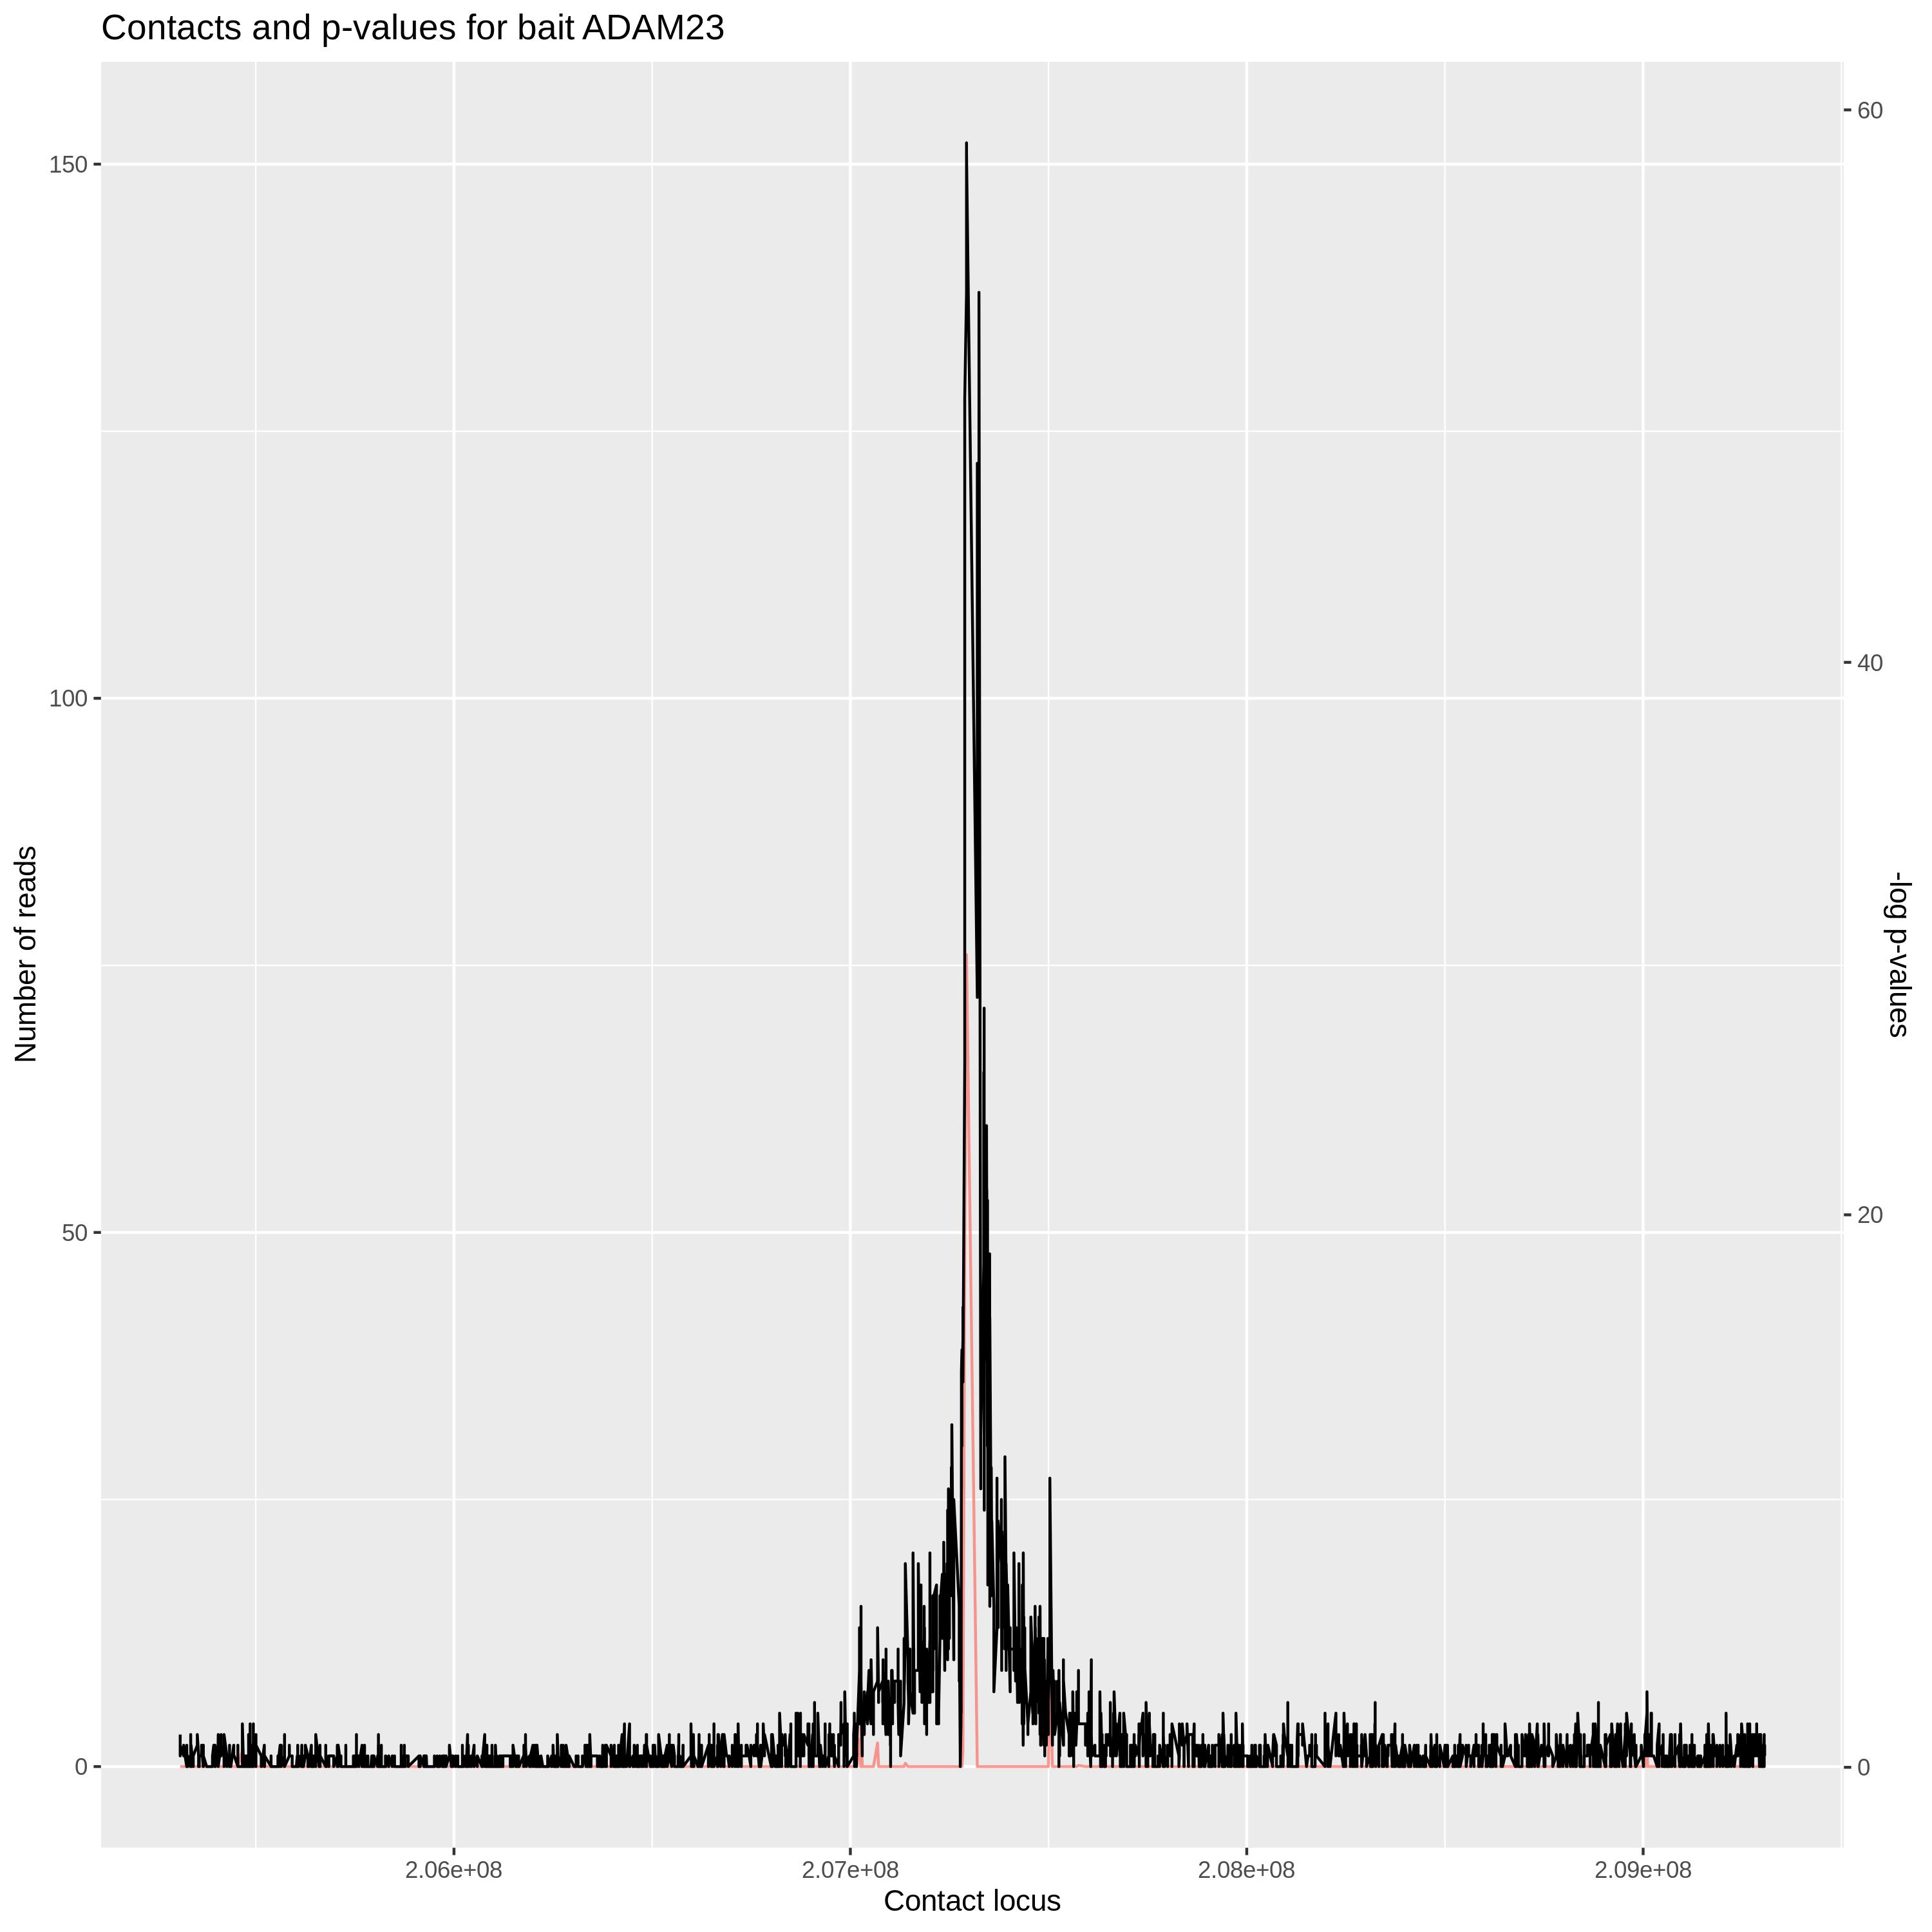 Contacts and p-values for bait ADAM23
150
100
50
0
Number of reads
60
40
20
0
-log p-values
2.06e+08
2.07e+08
2.08e+08
2.09e+08
Contact locus